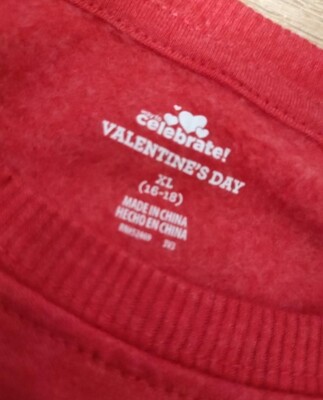 celebrate!
VALENTINE'S DAY
XL
(16-18)
MADE IN CHINA
HECHO EN CHINA